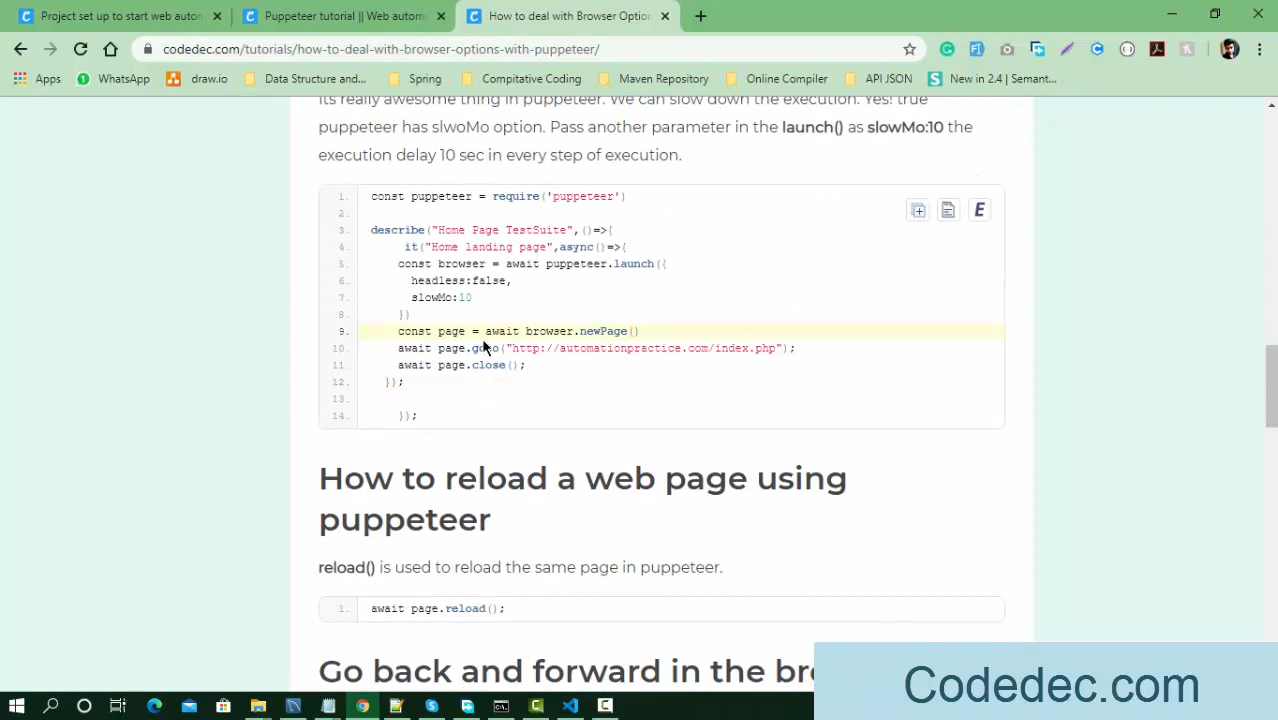 Project set up to start web autom
Puppeteer tutorial || Web autom
How to deal with Browser Optio
codedec.com/tutorials/how-to-deal-with-browser-options-with-puppeteer/
Apps WhatsApp draw.io Data Structure and... Spring Compitative Coding Maven Repository Online Compiler API JSON New in 2.4 | Semant...
Its really awesome thing in puppeteer. We can slow down the execution. Yes! true
puppeteer has slwoMo option. Pass another parameter in the launch() as slowMo:10 the
execution delay 10 sec in every step of execution.
1. const puppeteer = require('puppeteer')
2.
3. describe("Home Page TestSuite",()=>{
4. it("Home landing page",async()=>{
5. const browser = await puppeteer.launch({
6. headless:false,
7. slowMo:10
8. })
9. const page = await browser.newPage()
10. await page.goto("http://automationpractice.com/index.php");
11. await page.close();
12. });
13.
14. });
E
How to reload a web page using
puppeteer
reload() is used to reload the same page in puppeteer.
1. await page.reload();
Go back and forward in the bro
Codedec.com